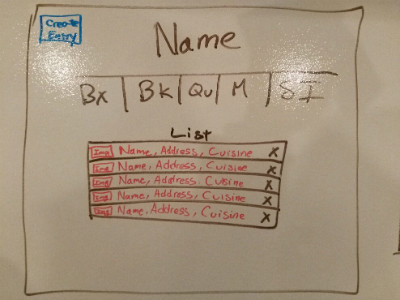 Create
Entry
Name
Bx | BK | Qu | M | SI
List
Img Name, Address, Cuisine X
Img Name, Address, Cuisine X
Img Name, Address, Cuisine X
Img Name, Address, Cuisine X
Img Name, Address, Cuisine X